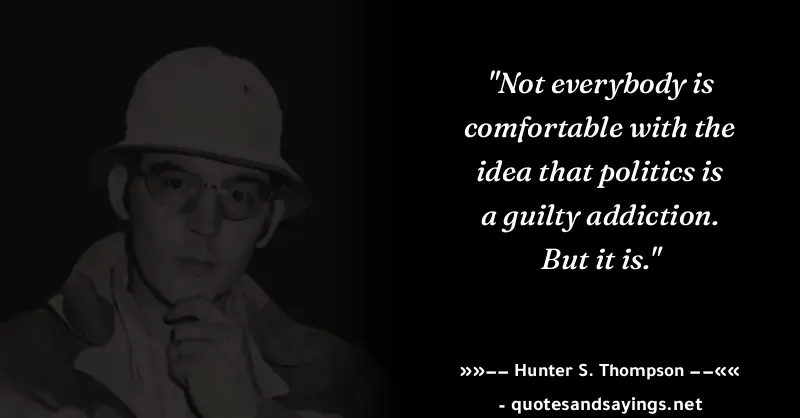 "Not everybody is
comfortable with the
idea that politics is
a guilty addiction.
But it is."
»»–– Hunter S. Thompson ––««
- quotesandsayings.net